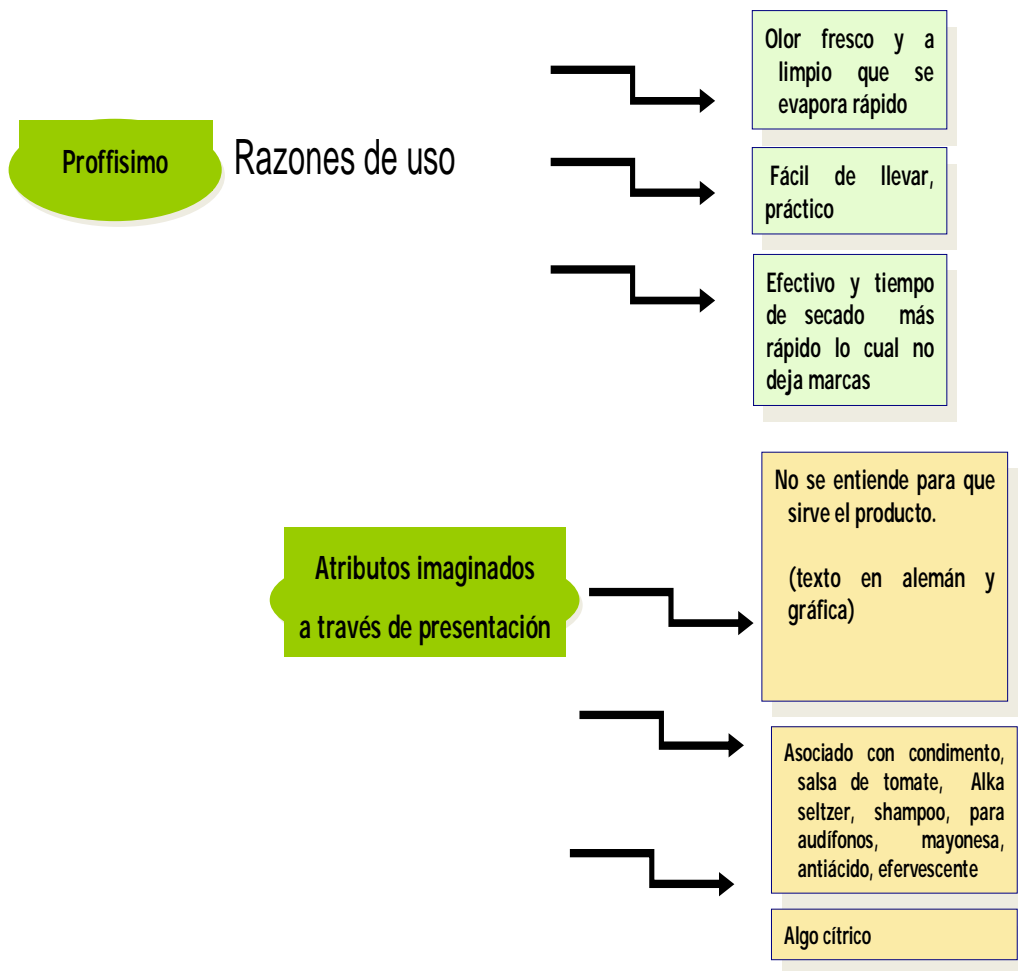 Olor fresco y a
limpio que se
evapora rápido
Proffisimo
Razones de uso
Fácil de llevar,
práctico
Efectivo y tiempo
de secado más
rápido lo cual no
deja marcas
No se entiende para que
sirve el producto.
(texto en alemán y
gráfica)
Atributos imaginados
a través de presentación
Asociado con condimento,
salsa de tomate, Alka
seltzer, shampoo, para
audífonos, mayonesa,
antiácido, efervescente
Algo cítrico